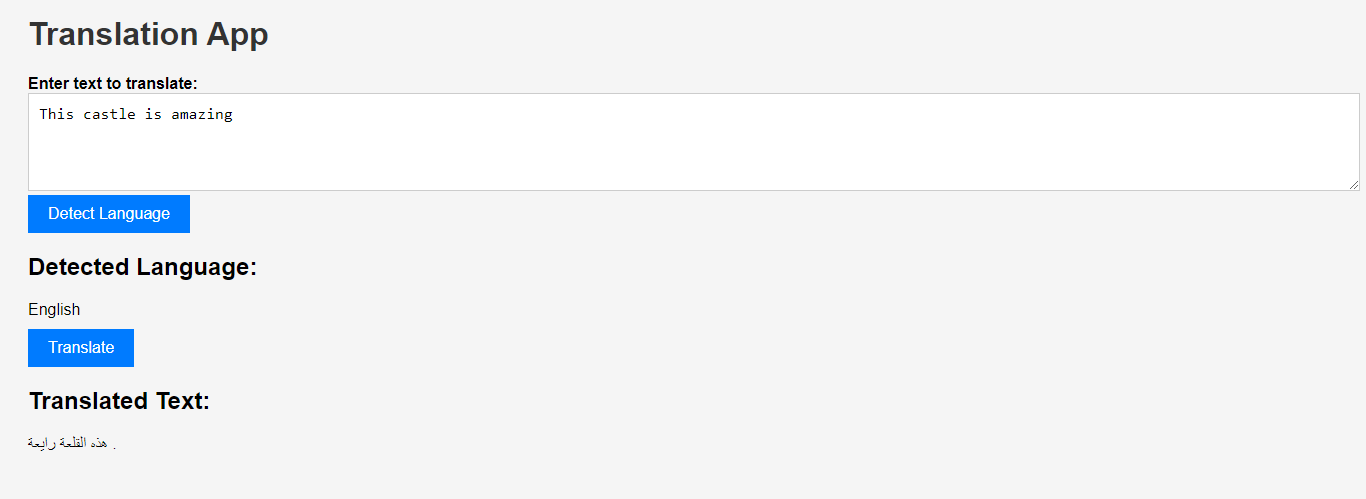 Translation App
Enter text to translate:
This castle is amazing
Detect Language
Detected Language:
English
Translate
Translated Text:
هذه القلعة رايعة .